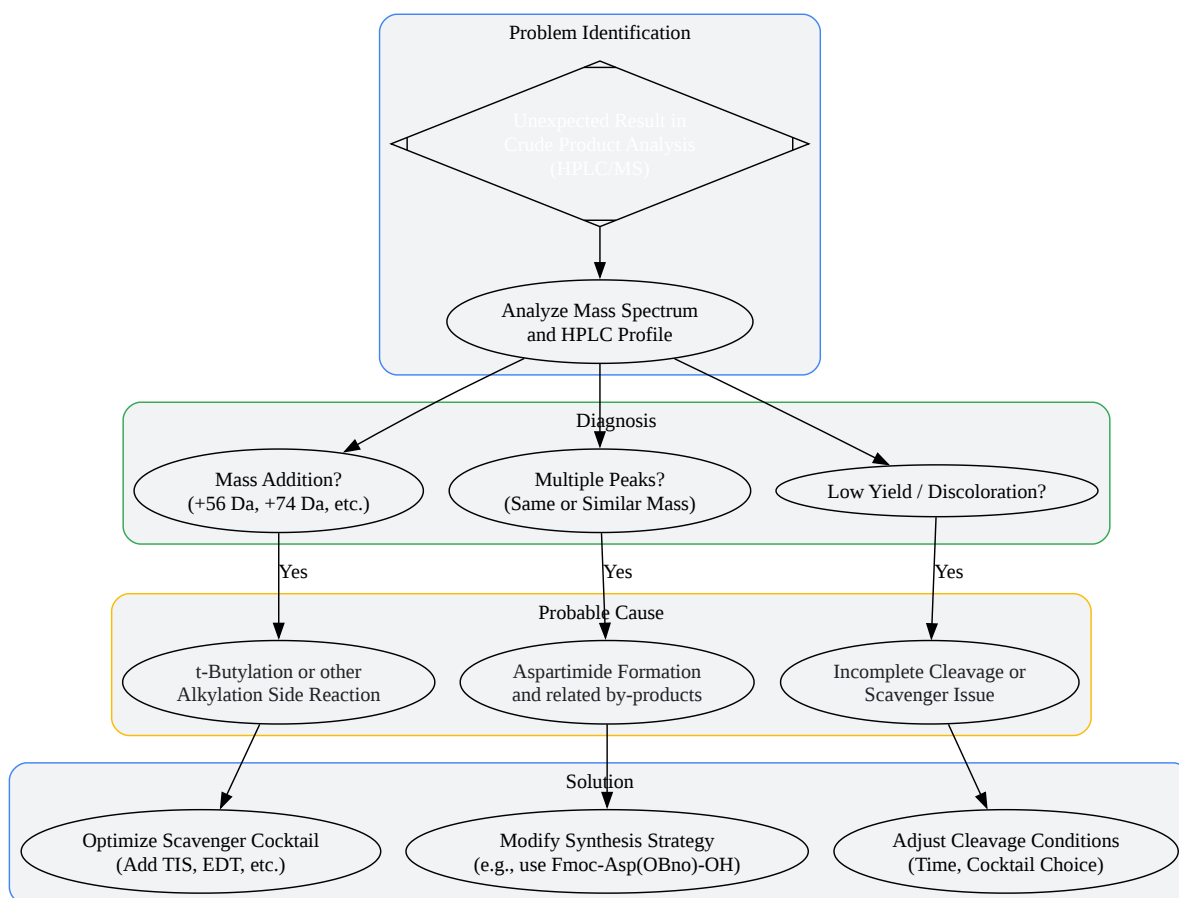 Problem Identification
Unexpected Result in
Crude Product Analysis
(HPLC/MS)
Analyze Mass Spectrum
and HPLC Profile
Diagnosis
Mass Addition?
(+56 Da, +74 Da, etc.)
Multiple Peaks?
(Same or Similar Mass)
Low Yield / Discoloration?
Yes
Yes
Yes
Probable Cause
t-Butylation or other
Alkylation Side Reaction
Aspartimide Formation
and related by-products
Incomplete Cleavage or
Scavenger Issue
Solution
Optimize Scavenger Cocktail
(Add TIS, EDT, etc.)
Modify Synthesis Strategy
(e.g., use Fmoc-Asp(OBno)-OH)
Adjust Cleavage Conditions
(Time, Cocktail Choice)